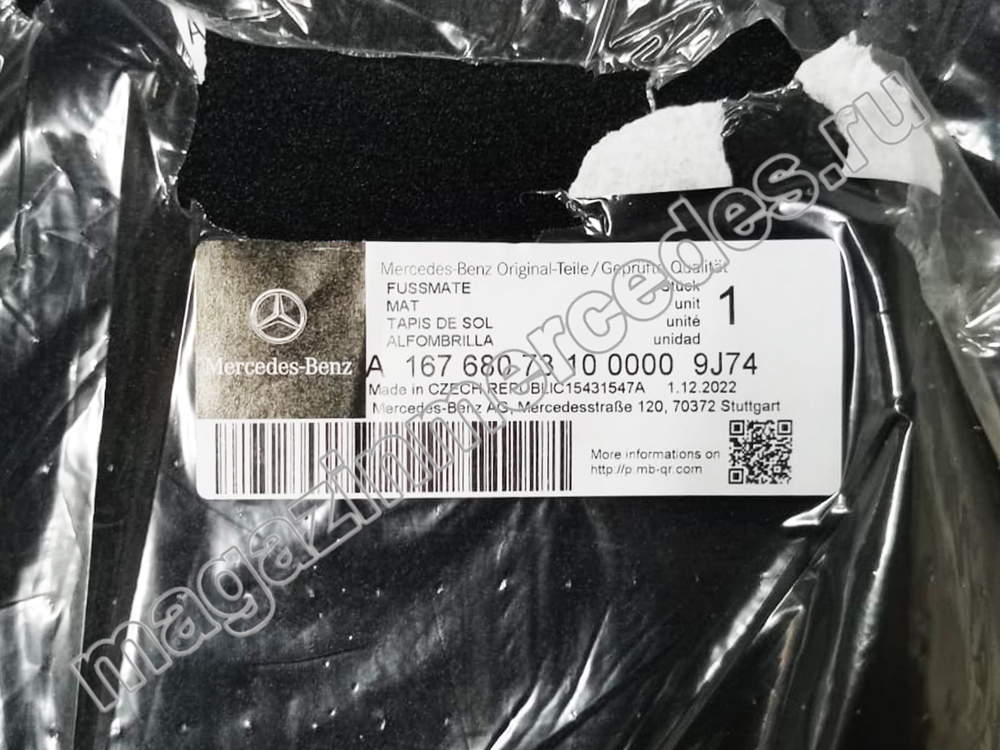 Mercedes-Benz Original-Teile/Geprüfte Qualität
FUSSMATE
MAT
TAPIS DE SOL
ALFOMBRILLA
Stück
unit
unité
unidad
1
Mercedes-Benz
A 167 680 73 10 0000 9J74
Made in CZECH REPUBLIC15431547A 1.12.2022
Mercedes-Benz AG, Mercedesstraße 120, 70372 Stuttgart
More informations on
http://p.mb-qr.com
magazinmercedes.ru